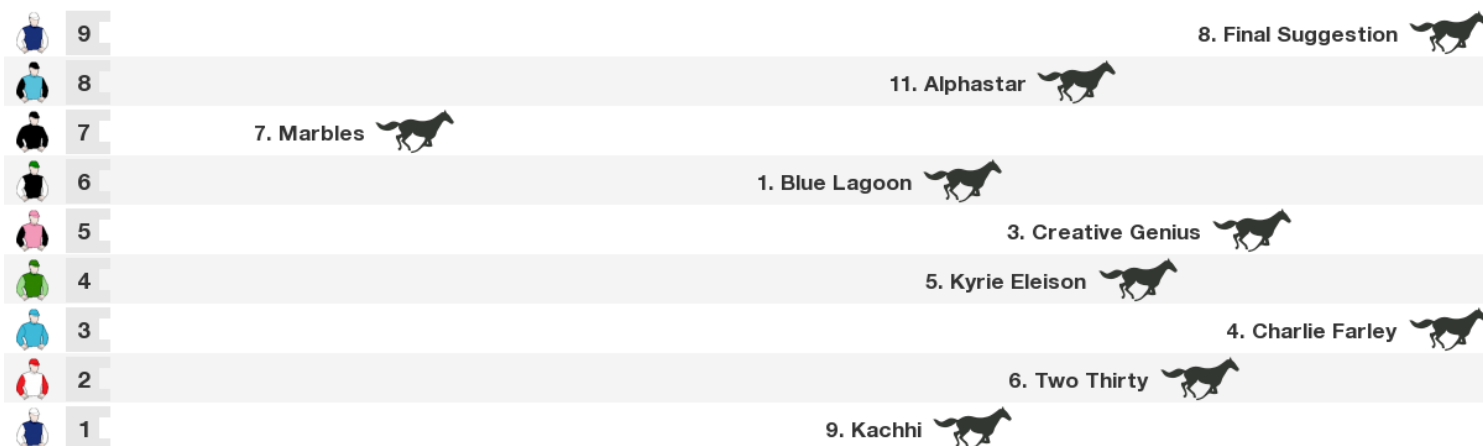 9 8. Final Suggestion
8 11. Alphastar
7 7. Marbles
6 1. Blue Lagoon
5 3. Creative Genius
4 5. Kyrie Eleison
3 4. Charlie Farley
2 6. Two Thirty
1 9. Kachhi